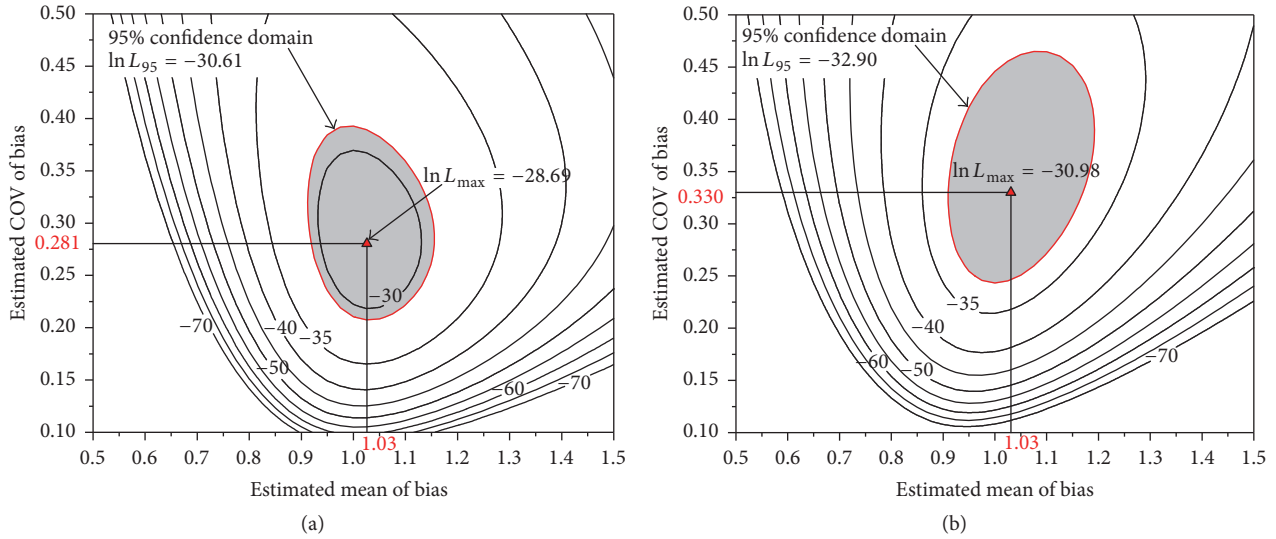 0.50
0.45
0.40
0.35
0.30
0.281
0.25
0.20
0.15
0.10
Estimated COV of bias
95% confidence domain
ln L95 = −30.61
ln Lmax = −28.69
−30
−35
−40
−50
−60
−70
−70
1.03
0.5 0.6 0.7 0.8 0.9 1.0 1.1 1.2 1.3 1.4 1.5
Estimated mean of bias
(a)
0.50
0.45
0.40
0.35
0.330
0.30
0.25
0.20
0.15
0.10
Estimated COV of bias
95% confidence domain
ln L95 = −32.90
ln Lmax = −30.98
−35
−40
−50
−60
−70
1.03
0.5 0.6 0.7 0.8 0.9 1.0 1.1 1.2 1.3 1.4 1.5
Estimated mean of bias
(b)